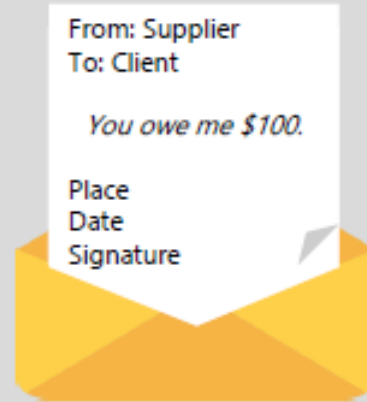 From: Supplier
To: Client
You owe me $100.
Place
Date
Signature